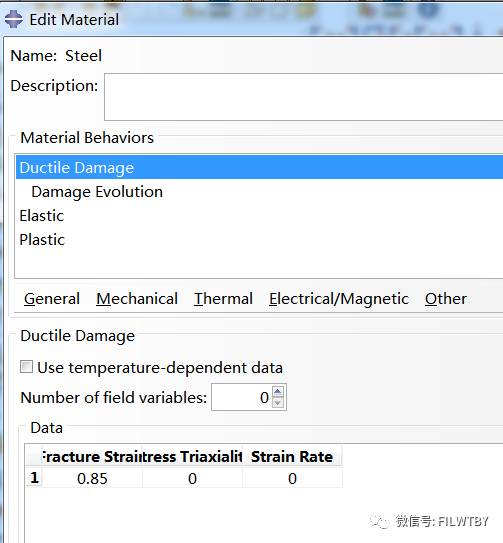 Edit Material
Name: Steel
Description:
Material Behaviors
Ductile Damage
Damage Evolution
Elastic
Plastic
General Mechanical Thermal Electrical/Magnetic Other
Ductile Damage
Use temperature-dependent data
Number of field variables: 0
Data
Fracture Strain tress Triaxialit Strain Rate
1 0.85 0 0
微信号: FILWTBY